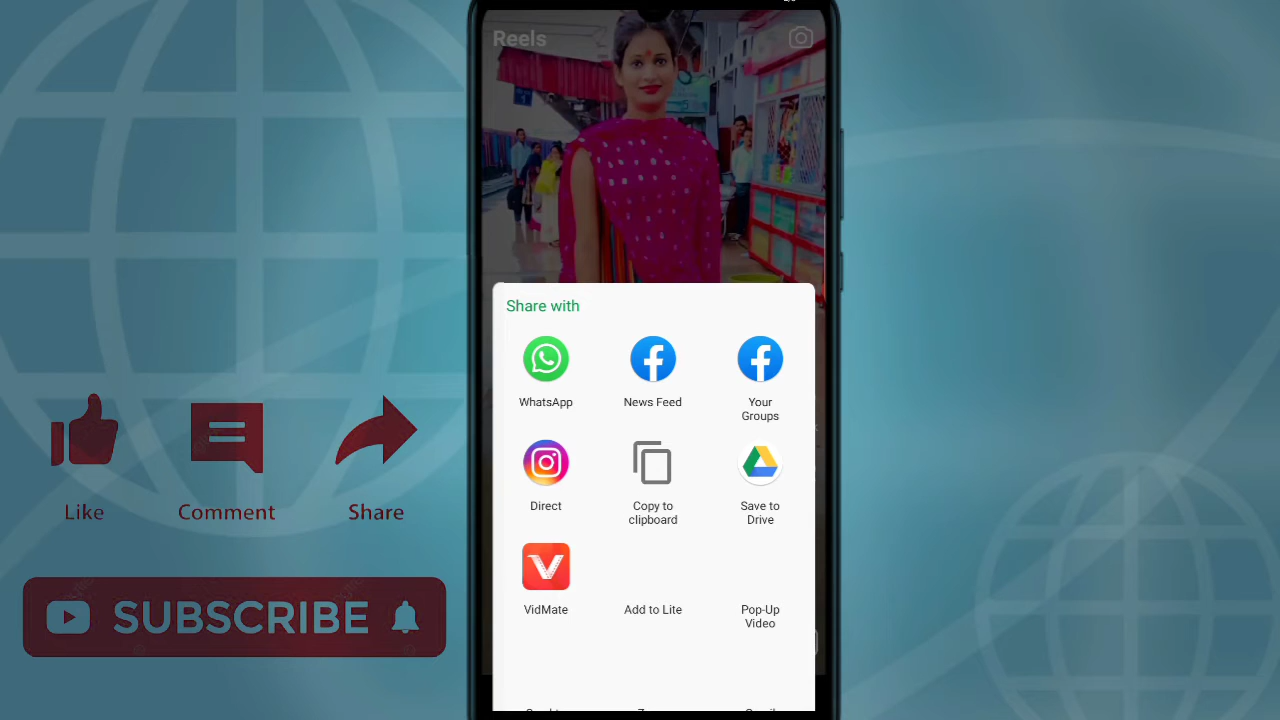 Reels
Share with
WhatsApp
News Feed
Your
Groups
Direct
Copy to
clipboard
Save to
Drive
VidMate
Add to Lite
Pop-Up
Video
Like
Comment
Share
SUBSCRIBE